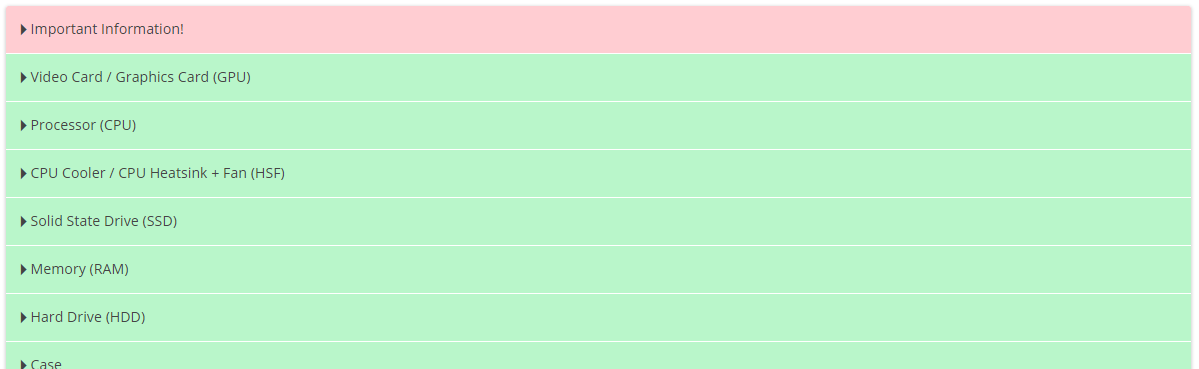 Important Information!
Video Card / Graphics Card (GPU)
Processor (CPU)
CPU Cooler / CPU Heatsink + Fan (HSF)
Solid State Drive (SSD)
Memory (RAM)
Hard Drive (HDD)
Case